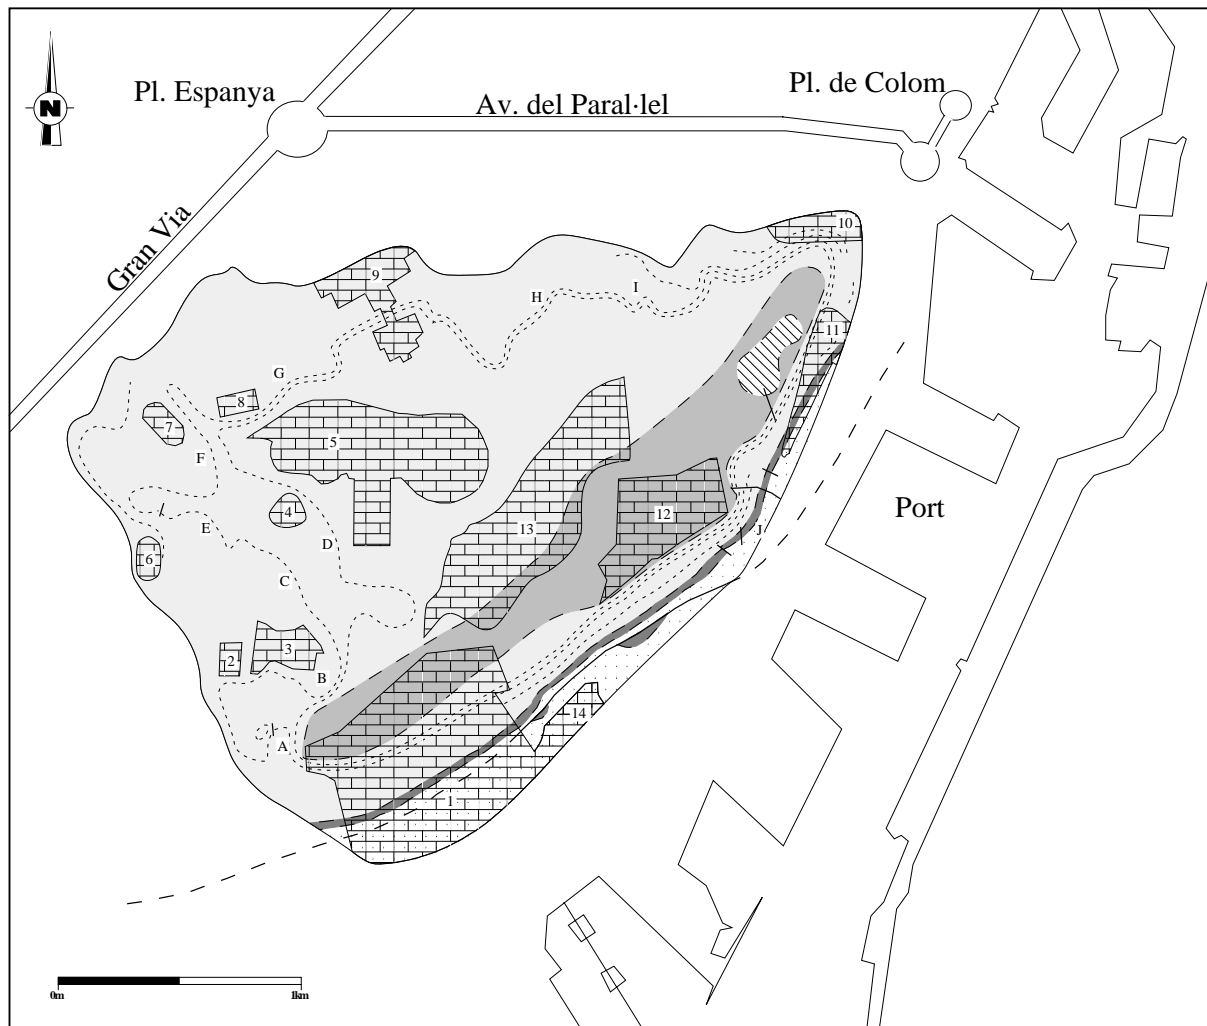 Pl. de Colom
Pl. Espanya
Av. del Paral·lel
N
Gran Via
10
9
I
H
11
G
8
7
5
F
Port
4
12
E
13
D
J
6
C
3
2
B
14
A
1
0m
1km